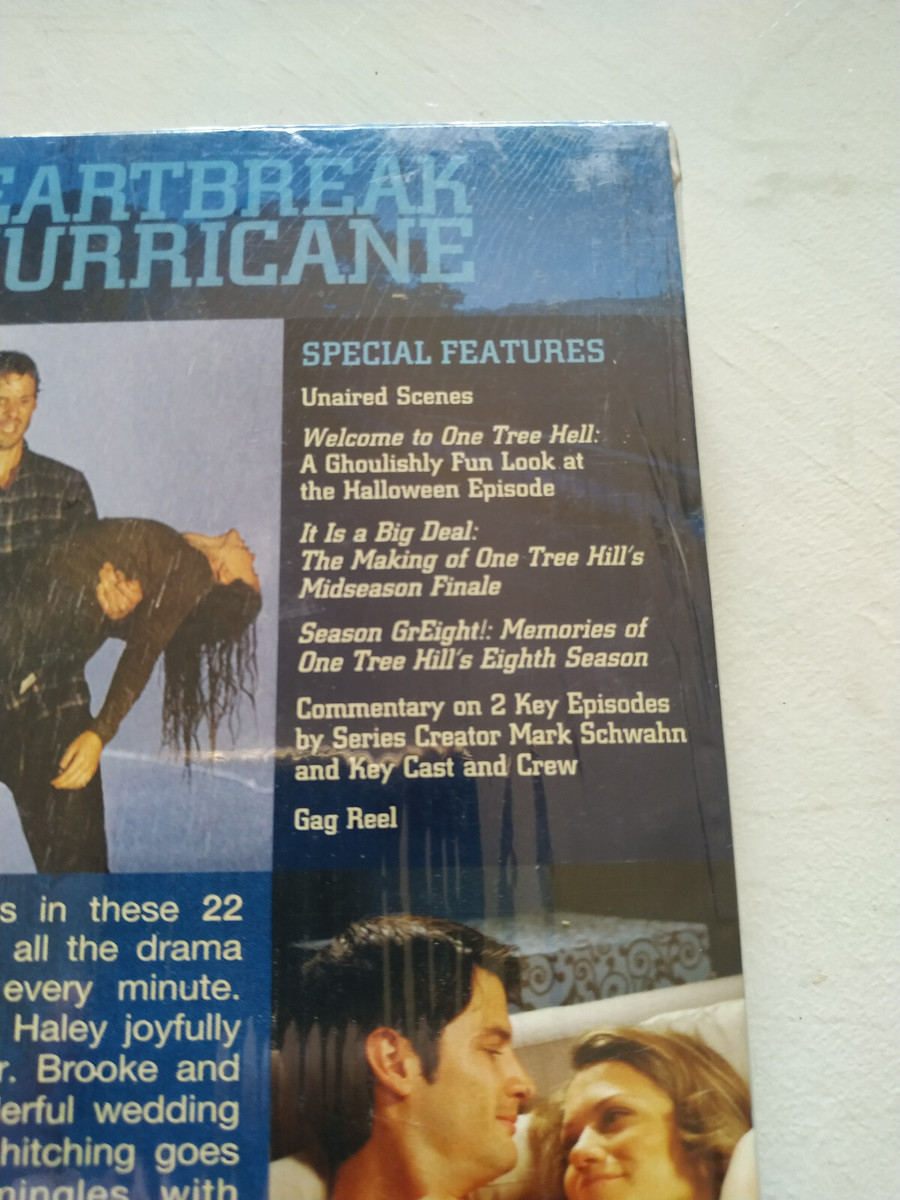 EARTBREAK
URRICANE
SPECIAL FEATURES
Unaired Scenes
Welcome to One Tree Hell:
A Ghoulishly Fun Look at
the Halloween Episode
It Is a Big Deal:
The Making of One Tree Hill's
Midseason Finale
Season GrEight!: Memories of
One Tree Hill's Eighth Season
Commentary on 2 Key Episodes
by Series Creator Mark Schwahn
and Key Cast and Crew
Gag Reel
s in these 22
all the drama
every minute.
Haley joyfully
r. Brooke and
erful wedding
hitching goes
mingles with